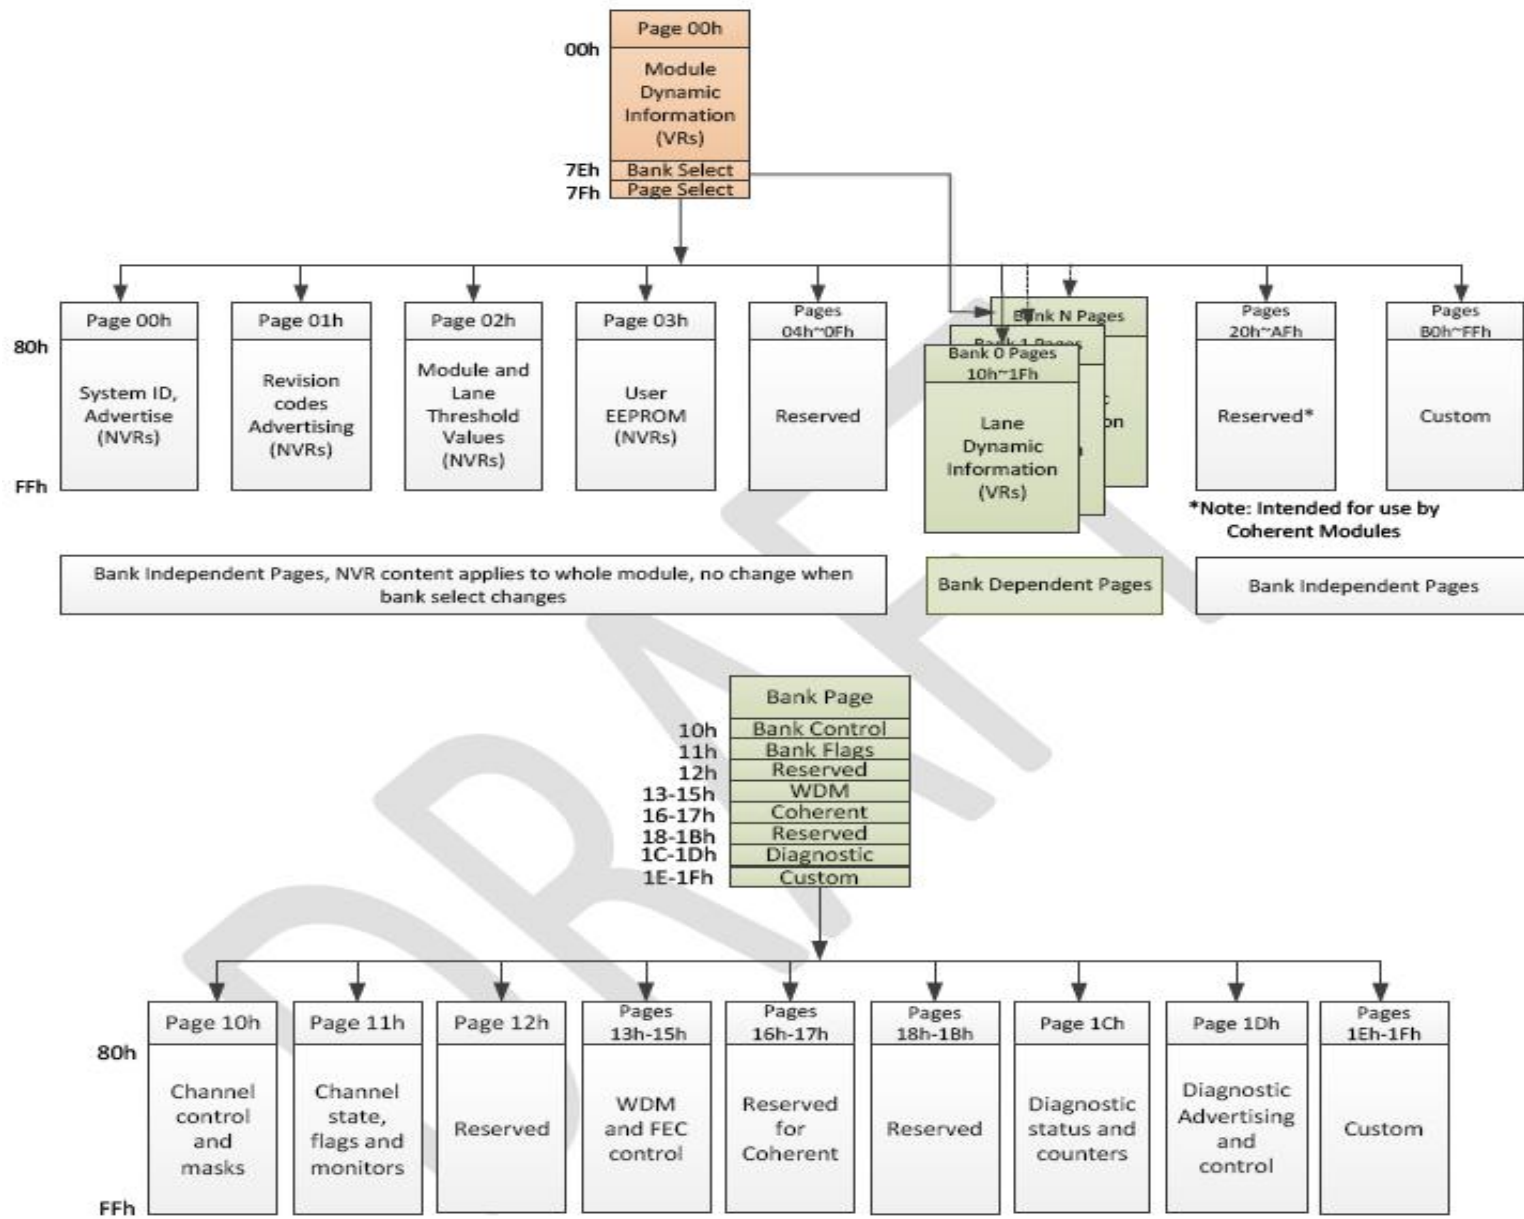 Page 00h
00h
Module
Dynamic
Information
(VRs)
7Eh Bank Select
7Fh Page Select
Page 00h
Page 01h
Page 02h
Page 03h
Pages
04h~0Fh
Bank N Pages
Bank 1 Pages
Bank 0 Pages
10h~1Fh
Pages
20h~AFh
Pages
B0h~FFh
80h
System ID,
Advertise
(NVRs)
Revision
codes
Advertising
(NVRs)
Module and
Lane
Threshold
Values
(NVRs)
User
EEPROM
(NVRs)
Reserved
Lane
Dynamic
Information
(VRs)
c
on
Reserved*
Custom
FFh
*Note: Intended for use by
Coherent Modules
Bank Independent Pages, NVR content applies to whole module, no change when
bank select changes
Bank Dependent Pages
Bank Independent Pages
Bank Page
10h Bank Control
11h Bank Flags
12h Reserved
13-15h WDM
16-17h Coherent
18-1Bh Reserved
1C-1Dh Diagnostic
1E-1Fh Custom
Page 10h
Page 11h
Page 12h
Pages
13h-15h
Pages
16h-17h
Pages
18h-1Bh
Page 1Ch
Page 1Dh
Pages
1Eh-1Fh
80h
Channel
control
and
masks
Channel
state,
flags and
monitors
Reserved
WDM
and FEC
control
Reserved
for
Coherent
Reserved
Diagnostic
status and
counters
Diagnostic
Advertising
and
control
Custom
FFh
DRAFT